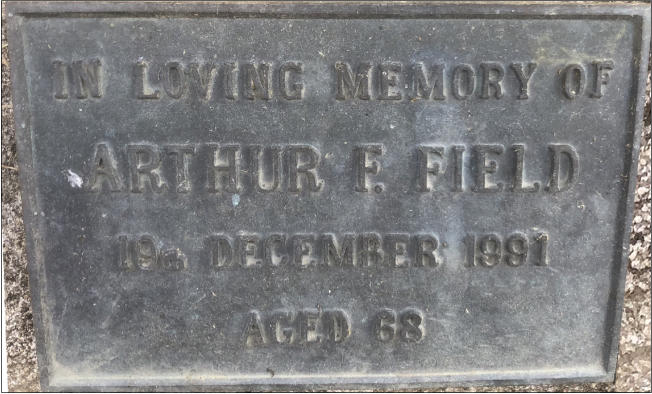 IN LOVING MEMORY OF
ARTHUR F. FIELD
19th DECEMBER 1991
AGED 68